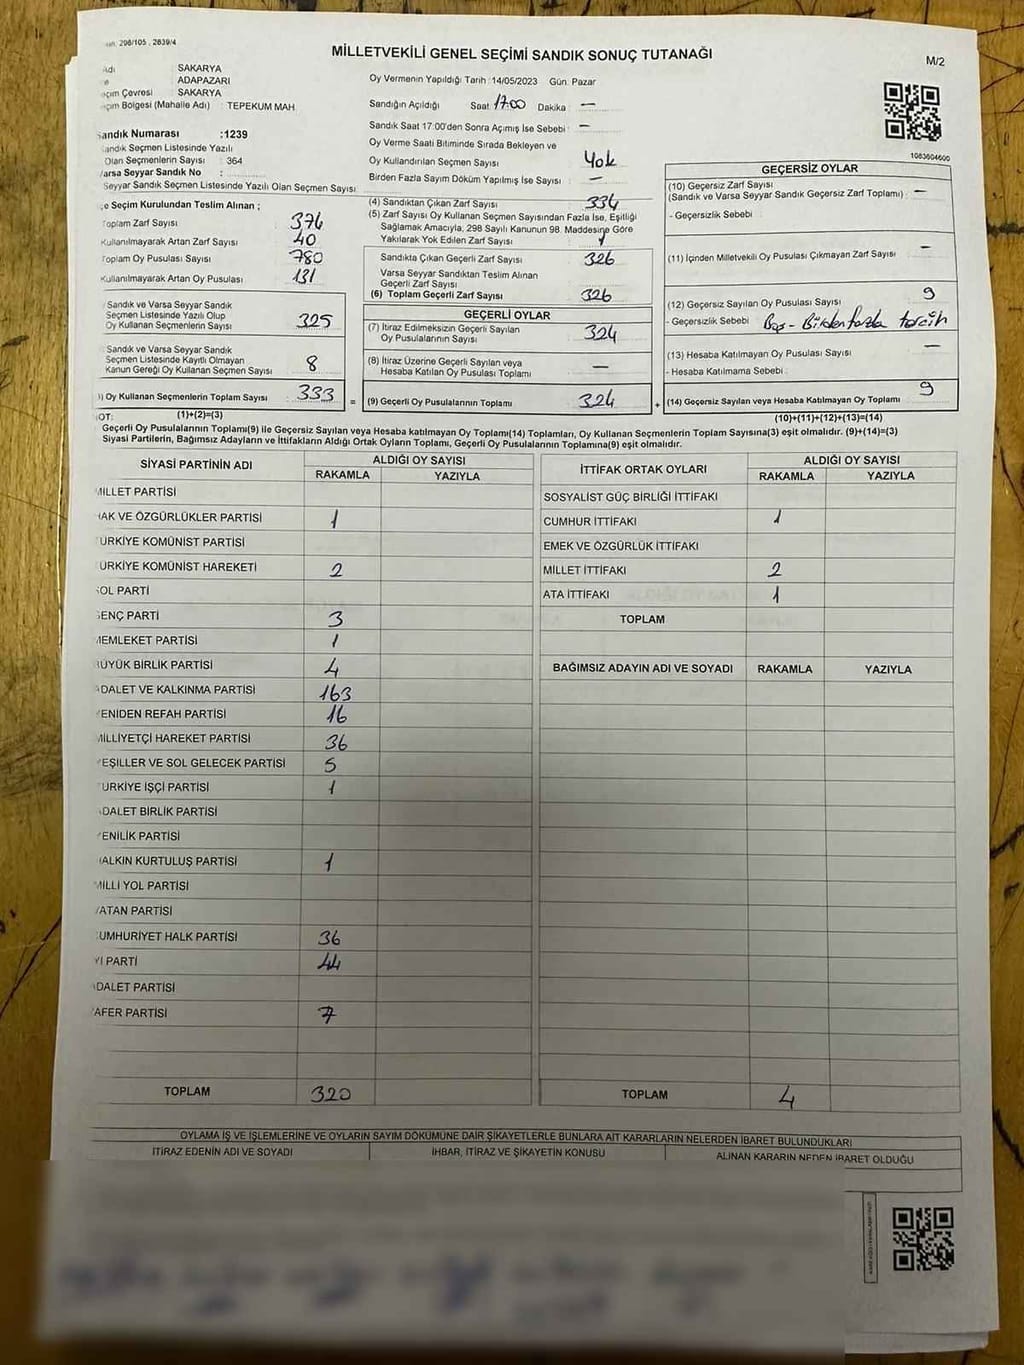 298/105 , 2839/4
MİLLETVEKİLİ GENEL SEÇİMİ SANDIK SONUÇ TUTANAĞI
M/2
SAKARYA
ADAPAZARI
Çevresi : SAKARYA
Bölgesi (Mahalle Adı) : TEPEKUM MAH.
Sandık Numarası :1239
Sandık Seçmen Listesinde Yazılı
Olan Seçmenlerin Sayısı : 364
Varsa Seyyar Sandık No :
Seyyar Sandık Seçmen Listesinde Yazılı Olan Seçmen Sayısı :
Oy Vermenin Yapıldığı Tarih :14/05/2023 Gün: Pazar
Sandığın Açıldığı Saat 17.00 Dakika : —
Sandık Saat 17:00'den Sonra Açımış İse Sebebi : —
Oy Verme Saati Bitiminde Sırada Bekleyen ve
Oy Kullandırılan Seçmen Sayısı Yok
Birden Fazla Sayım Döküm Yapılmış İse Sayısı : —
1083604600
Seçim Kurulundan Teslim Alınan ;
Toplam Zarf Sayısı 376
Kullanılmayarak Artan Zarf Sayısı 40
Toplam Oy Pusulası Sayısı 780
Kullanılmayarak Artan Oy Pusulası 131
Sandık ve Varsa Seyyar Sandık
Seçmen Listesinde Yazılı Olup
Oy Kullanan Seçmenlerin Sayısı 325
Sandık ve Varsa Seyyar Sandık
Seçmen Listesinde Kayıtlı Olmayan
Kanun Gereği Oy Kullanan Seçmen Sayısı 8
) Oy Kullanan Seçmenlerin Toplam Sayısı 333 =
(1)+(2)=(3)
(4) Sandıktan Çıkan Zarf Sayısı 334
(5) Zarf Sayısı Oy Kullanan Seçmen Sayısından Fazla İse, Eşitliği
Sağlamak Amacıyla, 298 Sayılı Kanunun 98. Maddesine Göre
Yakılarak Yok Edilen Zarf Sayısı 1
Sandıkta Çıkan Geçerli Zarf Sayısı 326
Varsa Seyyar Sandıktan Teslim Alınan
Geçerli Zarf Sayısı
(6) Toplam Geçerli Zarf Sayısı 326
GEÇERLİ OYLAR
(7) İtiraz Edilmeksizin Geçerli Sayılan
Oy Pusulalarının Sayısı 324
(8) İtiraz Üzerine Geçerli Sayılan veya
Hesaba Katılan Oy Pusulası Toplamı —
(9) Geçerli Oy Pusulalarının Toplamı 324 +
GEÇERSİZ OYLAR
(10) Geçersiz Zarf Sayısı
(Sandık ve Varsa Seyyar Sandık Geçersiz Zarf Toplamı) : —
- Geçersizlik Sebebi :
(11) İçinden Milletvekili Oy Pusulası Çıkmayan Zarf Sayısı —
(12) Geçersiz Sayılan Oy Pusulası Sayısı 9
- Geçersizlik Sebebi : Boş - Birden fazla tercih
(13) Hesaba Katılmayan Oy Pusulası Sayısı —
- Hesaba Katılmama Sebebi :
(14) Geçersiz Sayılan veya Hesaba Katılmayan Oy Toplamı 9
(10)+(11)+(12)+(13)=(14)
Geçerli Oy Pusulalarının Toplamı(9) ile Geçersiz Sayılan veya Hesaba katılmayan Oy Toplamı(14) Toplamları, Oy Kullanan Seçmenlerin Toplam Sayısına(3) eşit olmalıdır. (9)+(14)=(3)
Siyasi Partilerin, Bağımsız Adayların ve İttifakların Aldığı Ortak Oyların Toplamı, Geçerli Oy Pusulalarının Toplamına(9) eşit olmalıdır.
SİYASİ PARTİNİN ADI ALDIĞI OY SAYISI
RAKAMLA YAZIYLA
MİLLET PARTİSİ
HAK VE ÖZGÜRLÜKLER PARTİSİ 1
TÜRKİYE KOMÜNİST PARTİSİ
TÜRKİYE KOMÜNİST HAREKETİ 2
SOL PARTİ
GENÇ PARTİ 3
MEMLEKET PARTİSİ 1
BÜYÜK BİRLİK PARTİSİ 4
ADALET VE KALKINMA PARTİSİ 163
YENİDEN REFAH PARTİSİ 16
MİLLİYETÇİ HAREKET PARTİSİ 36
YEŞİLLER VE SOL GELECEK PARTİSİ 5
TÜRKİYE İŞÇİ PARTİSİ 1
ADALET BİRLİK PARTİSİ
YENİLİK PARTİSİ
HALKIN KURTULUŞ PARTİSİ 1
MİLLİ YOL PARTİSİ
VATAN PARTİSİ
CUMHURİYET HALK PARTİSİ 36
İYİ PARTİ 44
ADALET PARTİSİ
ZAFER PARTİSİ 7
TOPLAM 320
İTTİFAK ORTAK OYLARI ALDIĞI OY SAYISI
RAKAMLA YAZIYLA
SOSYALİST GÜÇ BİRLİĞİ İTTİFAKI
CUMHUR İTTİFAKI 1
EMEK VE ÖZGÜRLÜK İTTİFAKI
MİLLET İTTİFAKI 2
ATA İTTİFAKI 1
TOPLAM
BAĞIMSIZ ADAYIN ADI VE SOYADI RAKAMLA YAZIYLA
TOPLAM 4
OYLAMA İŞ VE İŞLEMLERİNE VE OYLARIN SAYIM DÖKÜMÜNE DAİR ŞİKAYETLERLE BUNLARA AİT KARARLARIN NELERDEN İBARET BULUNDUKLARI
İTİRAZ EDENİN ADI VE SOYADI İHBAR, İTİRAZ VE ŞİKAYETİN KONUSU ALINAN KARARIN NEDEN İBARET OLDUĞU